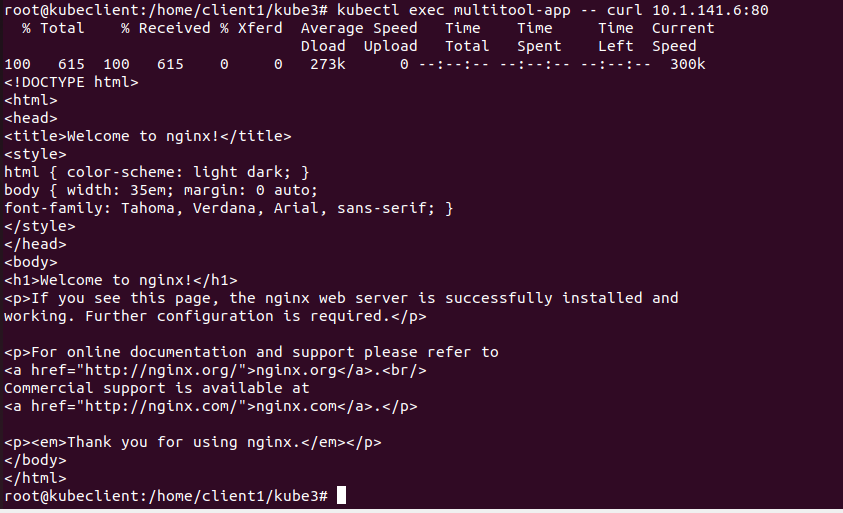 root@kubeclient:/home/client1/kube3# kubectl exec multitool-app -- curl 10.1.141.6:80
  % Total    % Received % Xferd  Average Speed   Time    Time     Time  Current
                                 Dload  Upload   Total   Spent    Left  Speed
100   615  100   615    0     0   273k      0 --:--:-- --:--:-- --:--:--  300k
<!DOCTYPE html>
<html>
<head>
<title>Welcome to nginx!</title>
<style>
html { color-scheme: light dark; }
body { width: 35em; margin: 0 auto;
font-family: Tahoma, Verdana, Arial, sans-serif; }
</style>
</head>
<body>
<h1>Welcome to nginx!</h1>
<p>If you see this page, the nginx web server is successfully installed and
working. Further configuration is required.</p>

<p>For online documentation and support please refer to
<a href="http://nginx.org/">nginx.org</a>.<br/>
Commercial support is available at
<a href="http://nginx.com/">nginx.com</a>.</p>

<p><em>Thank you for using nginx.</em></p>
</body>
</html>
root@kubeclient:/home/client1/kube3#